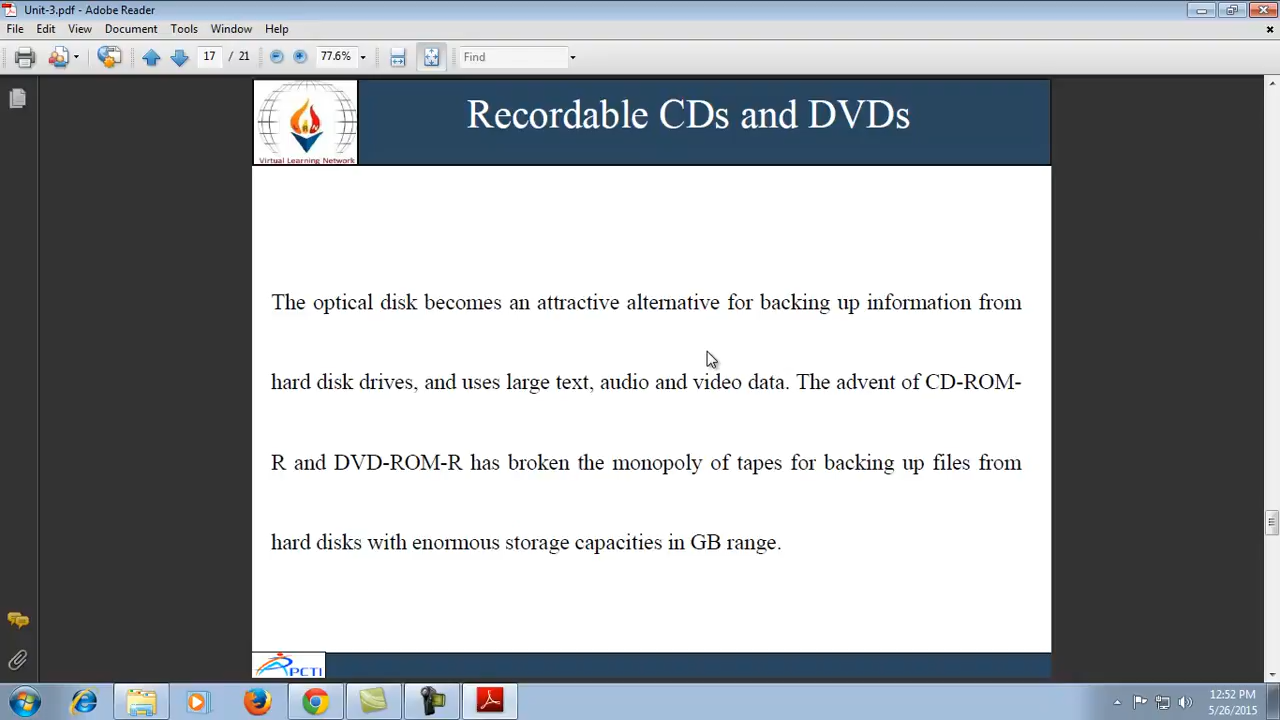 Unit-3.pdf - Adobe Reader
File Edit View Document Tools Window Help
17 / 21 77.6% Find
Recordable CDs and DVDs
Virtual Learning Network
The optical disk becomes an attractive alternative for backing up information from
hard disk drives, and uses large text, audio and video data. The advent of CD-ROM-
R and DVD-ROM-R has broken the monopoly of tapes for backing up files from
hard disks with enormous storage capacities in GB range.
PCTI
12:52 PM
5/26/2015